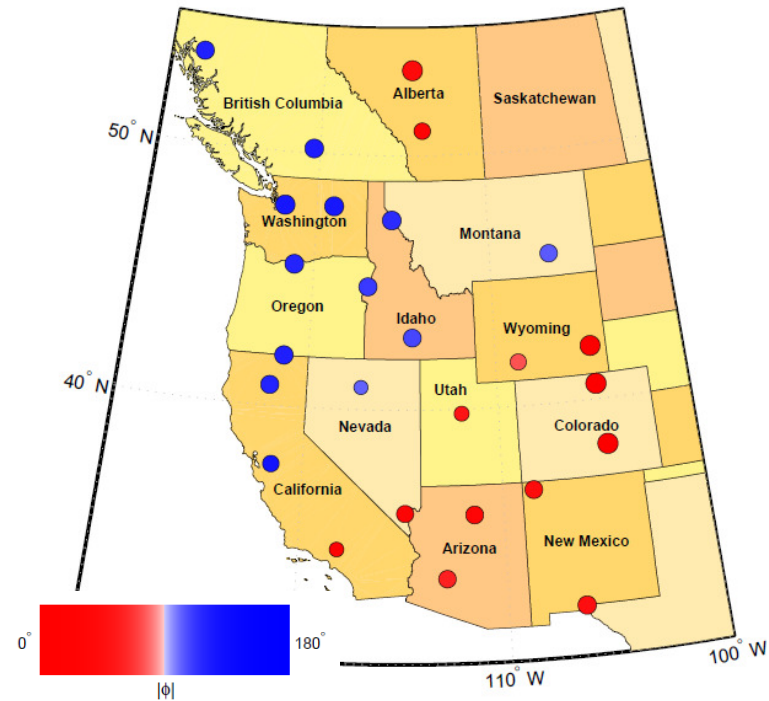 Alberta
Saskatchewan
British Columbia
50° N
Washington
Montana
Oregon
Idaho
Wyoming
40° N
Utah
Nevada
Colorado
California
Arizona
New Mexico
0°
180°
|ϕ|
110° W
100° W